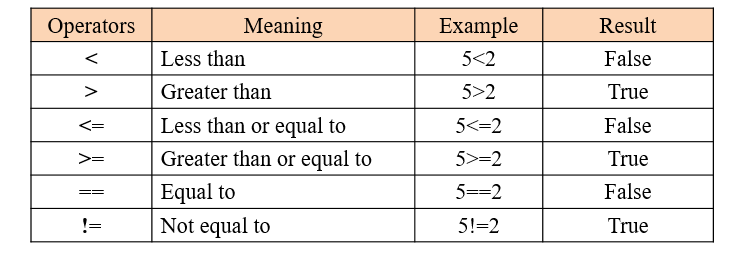 Operators Meaning Example Result
< Less than 5<2 False
> Greater than 5>2 True
<= Less than or equal to 5<=2 False
>= Greater than or equal to 5>=2 True
== Equal to 5==2 False
!= Not equal to 5!=2 True